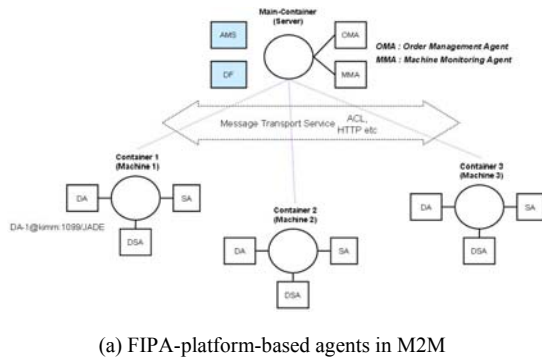 Main-Container
(Server)
AMS
OMA
OMA : Order Management Agent
MMA : Machine Monitoring Agent
DF
MMA
Message Transport Service
ACL,
HTTP etc
Container 1
(Machine 1)
Container 3
(Machine 3)
DA
SA
DA
SA
Container 2
(Machine 2)
DA-1@kimm:1099/JADE
DSA
DSA
DA
SA
DSA
(a) FIPA-platform-based agents in M2M